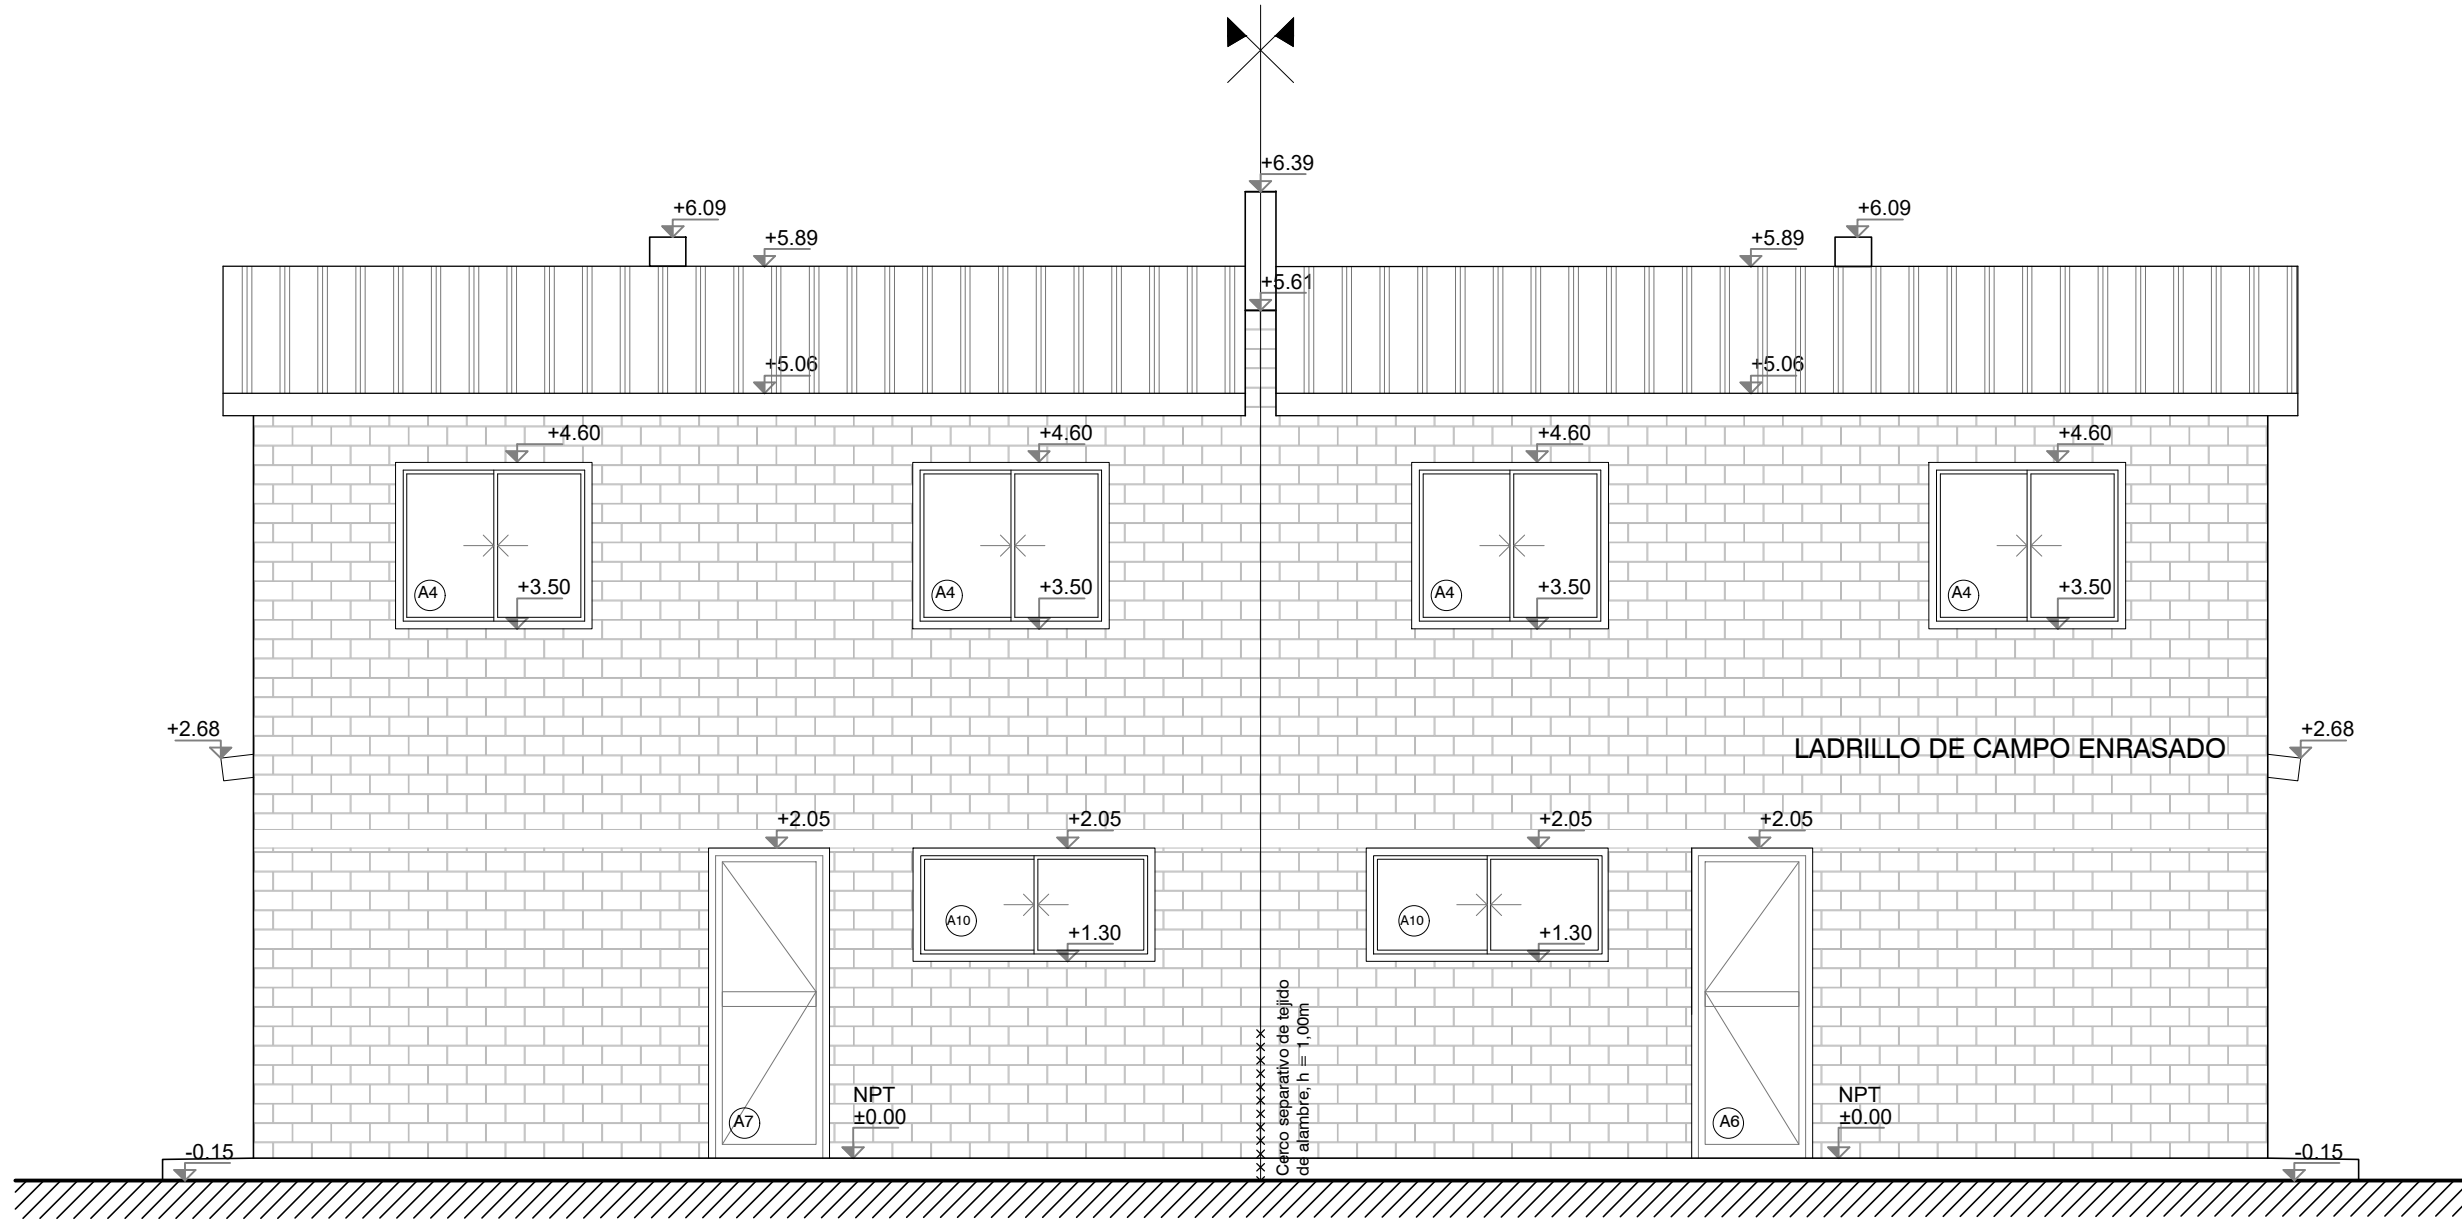 +6.39
+6.09
+6.09
+5.89
+5.89
+5.61
+5.06
+5.06
+4.60
+4.60
+4.60
+4.60
A4
+3.50
A4
+3.50
A4
+3.50
A4
+3.50
+2.68
LADRILLO DE CAMPO ENRASADO
+2.68
+2.05
+2.05
+2.05
+2.05
A10
+1.30
A10
+1.30
Cerco separativo de tejido
de alambre, h = 1,00m
A7
NPT
±0.00
A6
NPT
±0.00
-0.15
-0.15